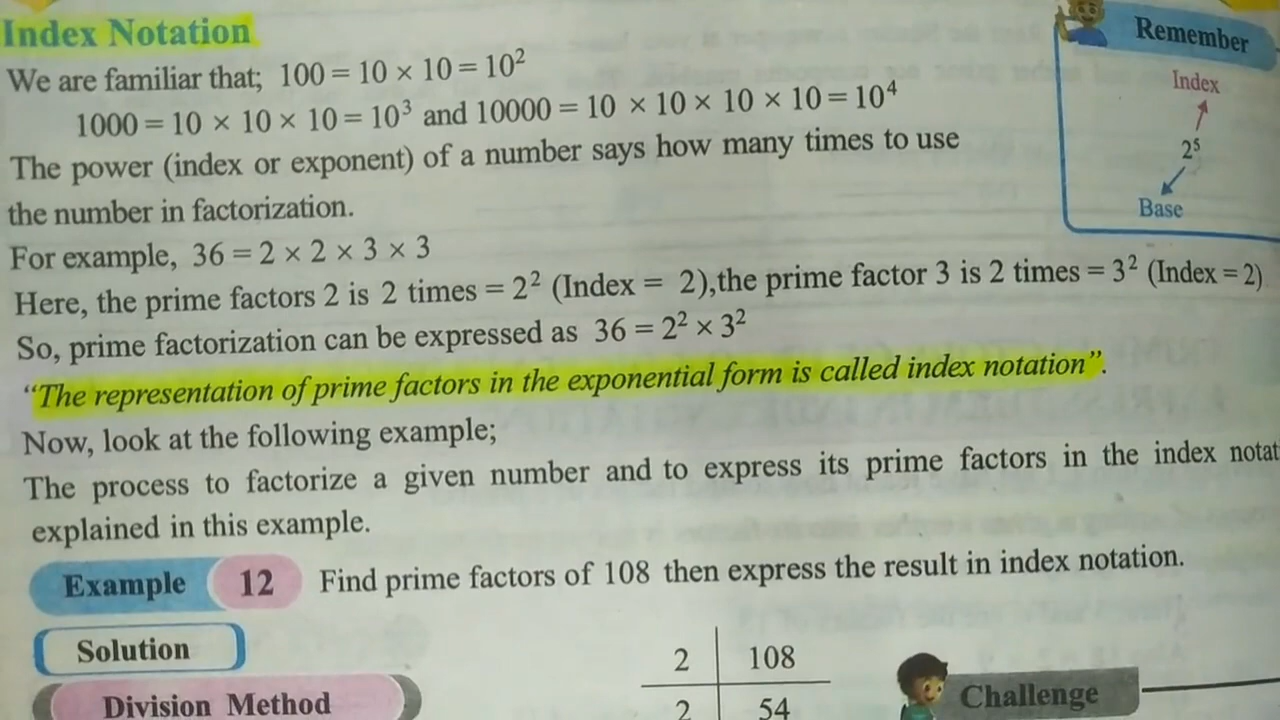 Index Notation
We are familiar that; 100 = 10 × 10 = 10²
1000 = 10 × 10 × 10 = 10³ and 10000 = 10 × 10 × 10 × 10 = 10⁴
The power (index or exponent) of a number says how many times to use
the number in factorization.
For example, 36 = 2 × 2 × 3 × 3
Here, the prime factors 2 is 2 times = 2² (Index = 2),the prime factor 3 is 2 times = 3² (Index = 2)
So, prime factorization can be expressed as 36 = 2² × 3²
“The representation of prime factors in the exponential form is called index notation”.
Now, look at the following example;
The process to factorize a given number and to express its prime factors in the index notat
explained in this example.
Remember
Index
2⁵
Base
Example 12 Find prime factors of 108 then express the result in index notation.
Solution
Division Method
2 108
2 54
Challenge